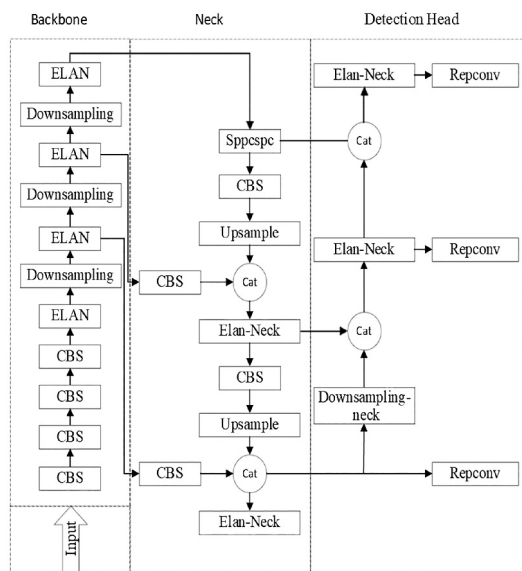 Backbone
Neck
Detection Head
ELAN
Downsampling
ELAN
Downsampling
ELAN
Downsampling
ELAN
CBS
CBS
CBS
CBS
Input
Sppcspc
CBS
Upsample
CBS
Cat
Elan-Neck
CBS
Upsample
CBS
Cat
Elan-Neck
Elan-Neck
Repconv
Cat
Elan-Neck
Repconv
Cat
Downsampling-
neck
Repconv